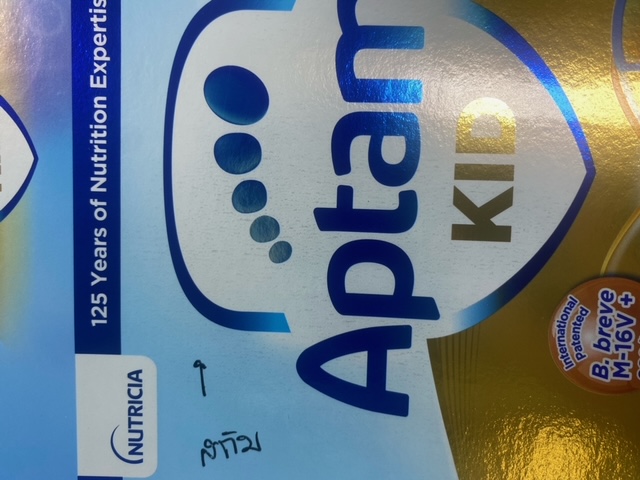 125 Years of Nutrition Expertis
NUTRICIA
Aptam
KID
International
Patented
B. breve
M-16V +